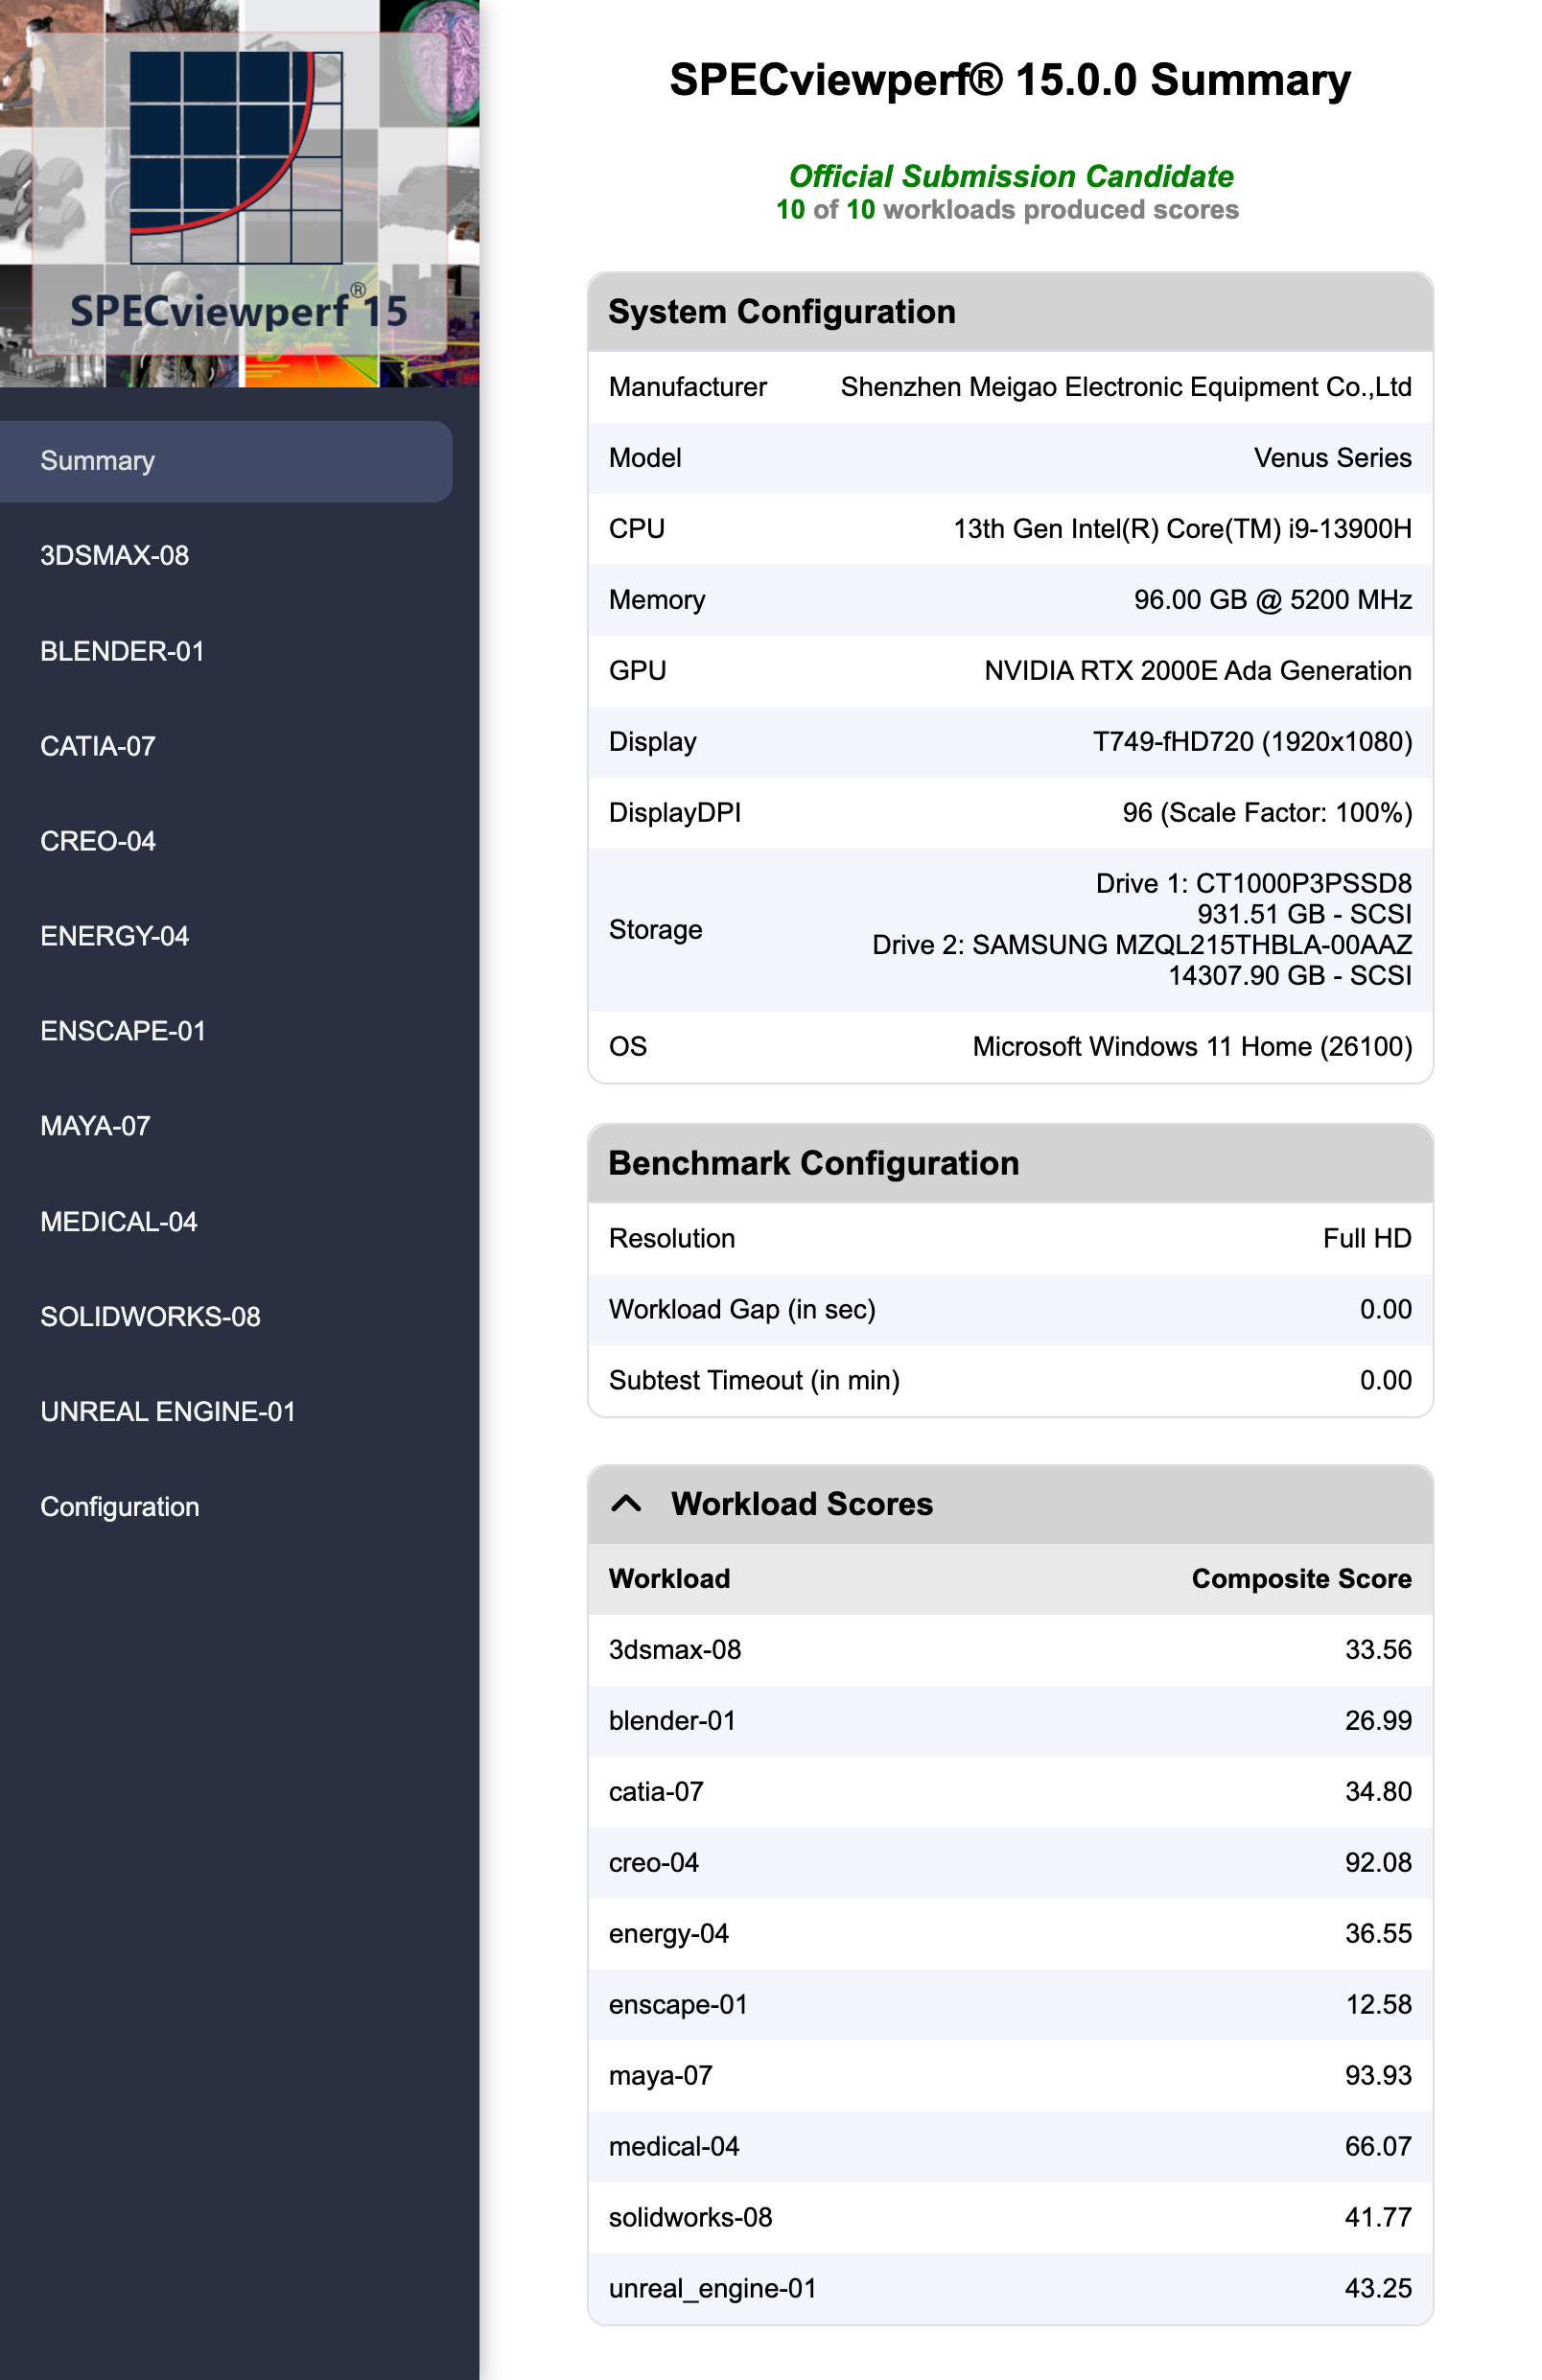 SPECviewperf® 15
Summary
3DSMAX-08
BLENDER-01
CATIA-07
CREO-04
ENERGY-04
ENSCAPE-01
MAYA-07
MEDICAL-04
SOLIDWORKS-08
UNREAL ENGINE-01
Configuration
SPECviewperf® 15.0.0 Summary
Official Submission Candidate
10 of 10 workloads produced scores
System Configuration
Manufacturer Shenzhen Meigao Electronic Equipment Co.,Ltd
Model Venus Series
CPU 13th Gen Intel(R) Core(TM) i9-13900H
Memory 96.00 GB @ 5200 MHz
GPU NVIDIA RTX 2000E Ada Generation
Display T749-fHD720 (1920x1080)
DisplayDPI 96 (Scale Factor: 100%)
Storage
Drive 1: CT1000P3PSSD8
931.51 GB - SCSI
Drive 2: SAMSUNG MZQL215THBLA-00AAZ
14307.90 GB - SCSI
OS Microsoft Windows 11 Home (26100)
Benchmark Configuration
Resolution Full HD
Workload Gap (in sec) 0.00
Subtest Timeout (in min) 0.00
Workload Scores
Workload Composite Score
3dsmax-08 33.56
blender-01 26.99
catia-07 34.80
creo-04 92.08
energy-04 36.55
enscape-01 12.58
maya-07 93.93
medical-04 66.07
solidworks-08 41.77
unreal_engine-01 43.25